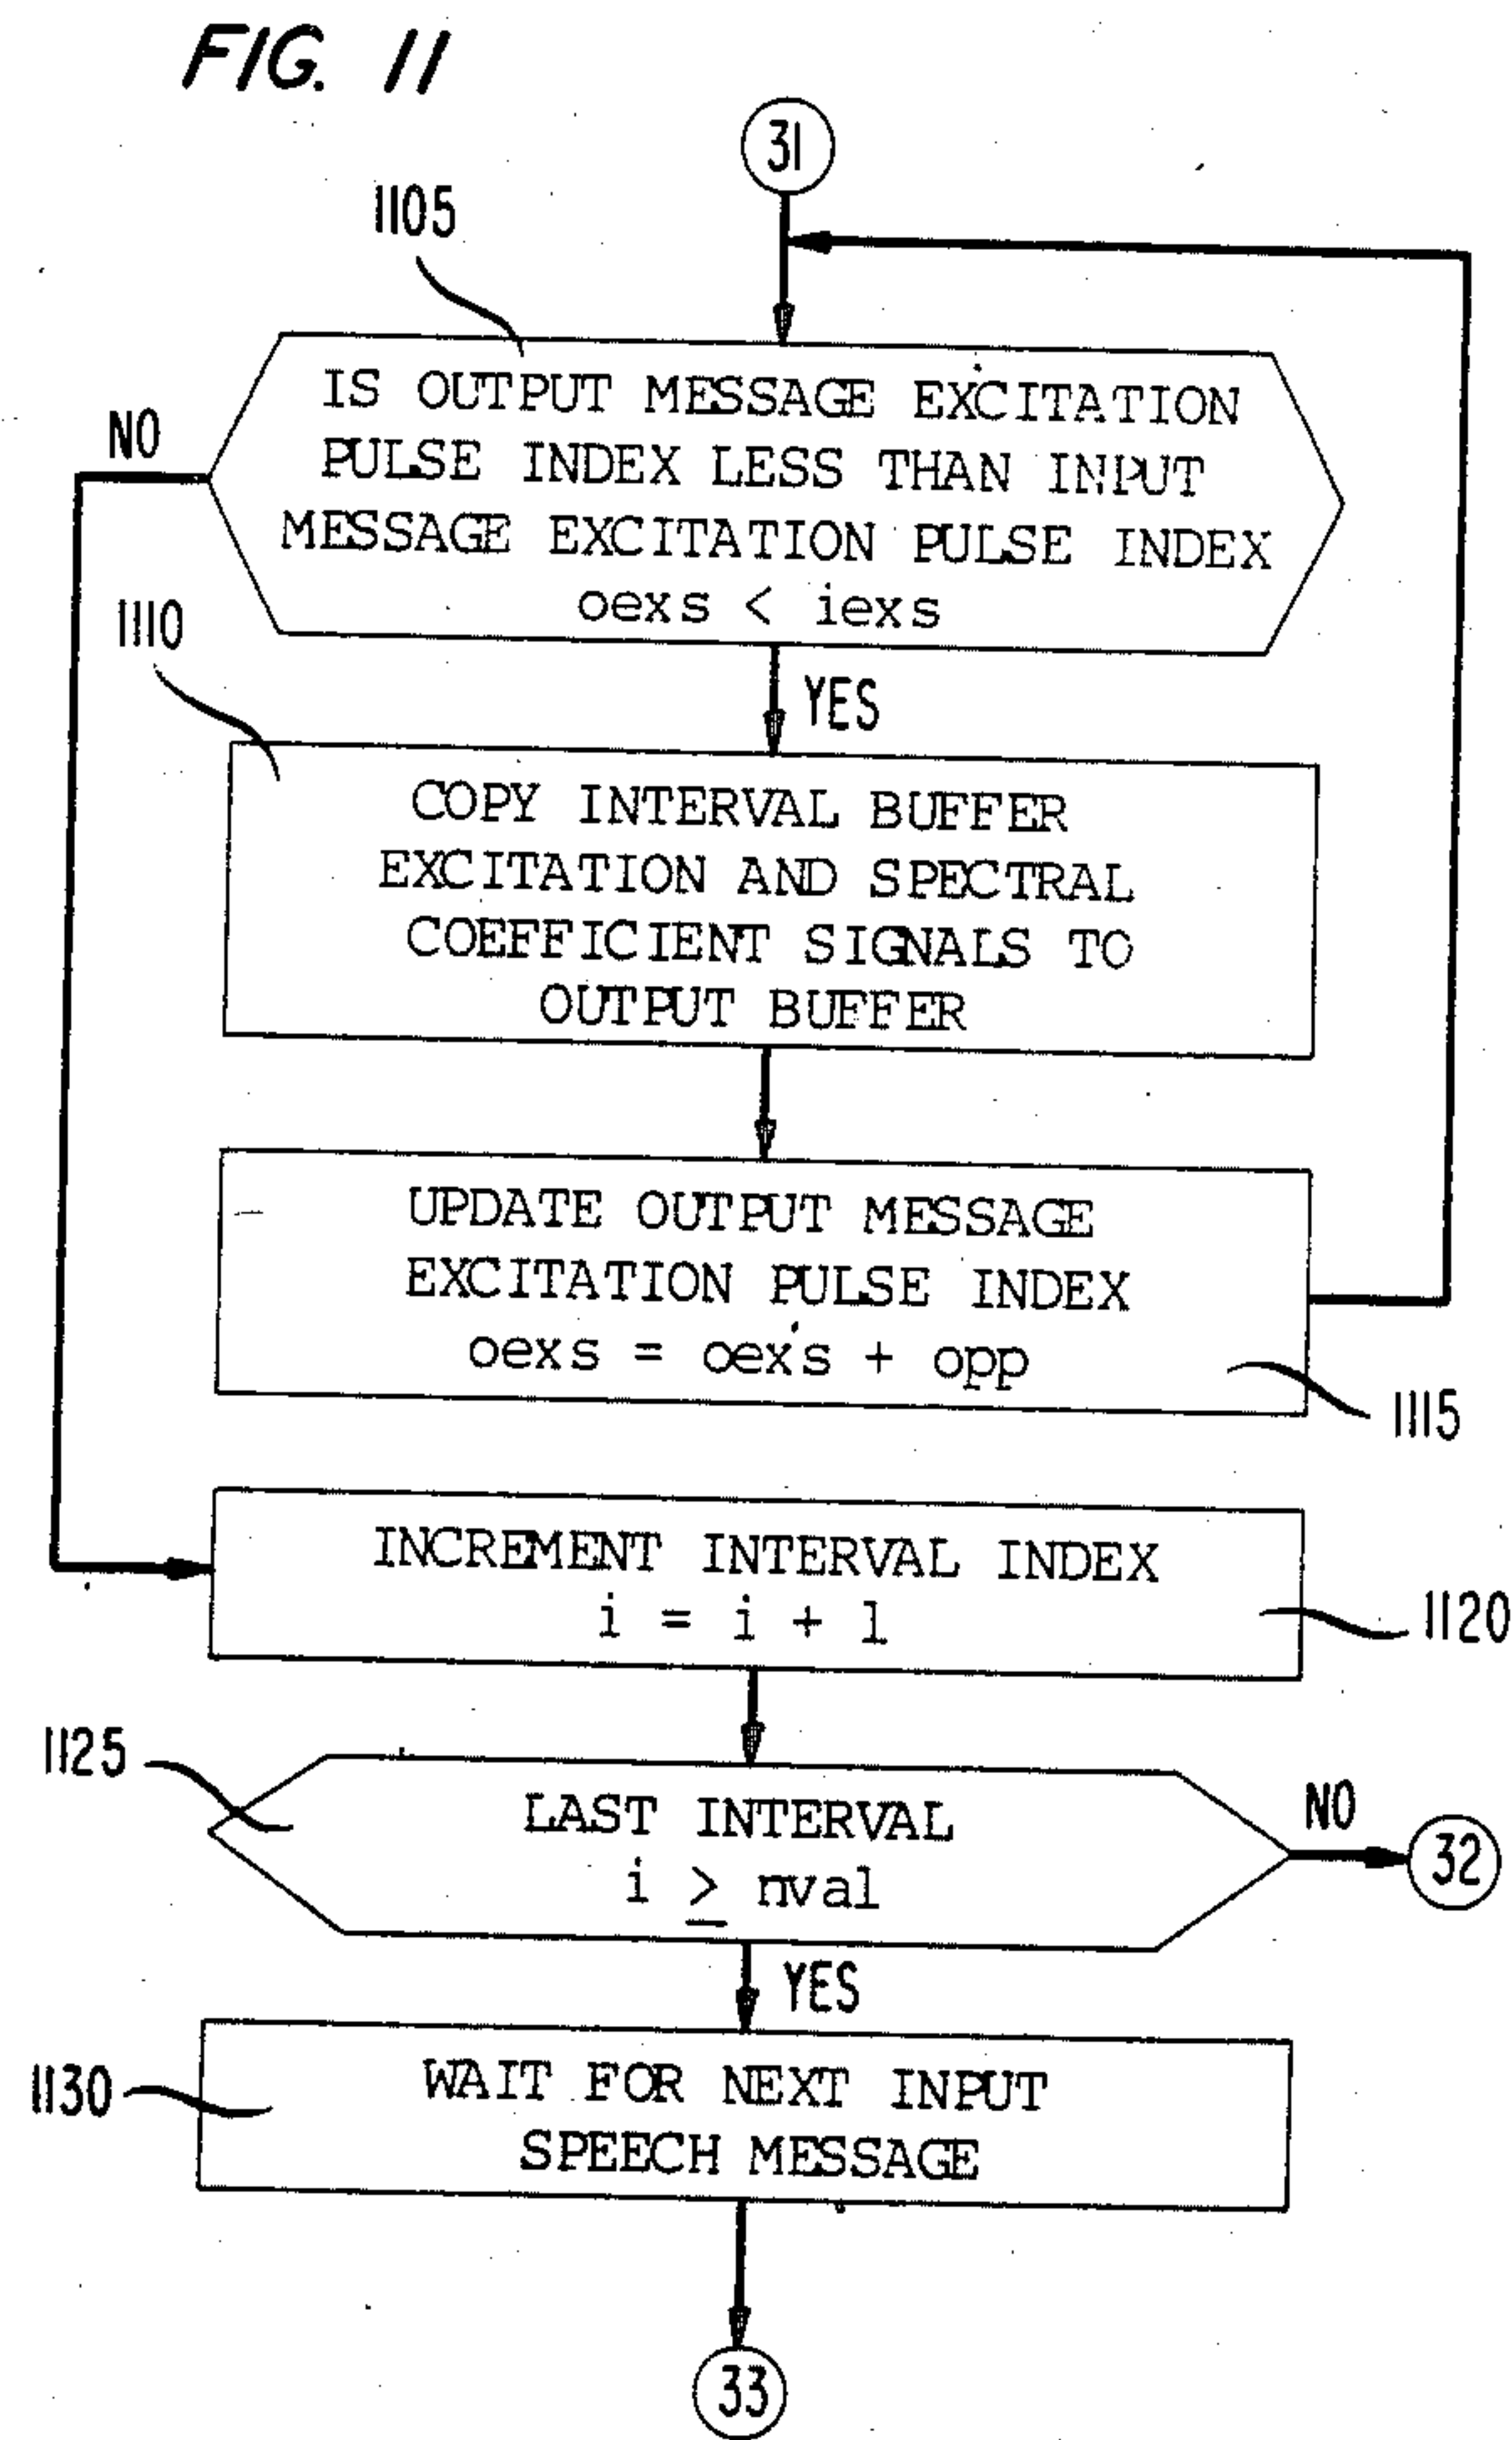 FIG. 11
31
1105
IS OUTPUT MESSAGE EXCITATION
PULSE INDEX LESS THAN INPUT
MESSAGE EXCITATION PULSE INDEX
oexs < iexs
NO
1110
YES
COPY INTERVAL BUFFER
EXCITATION AND SPECTRAL
COEFFICIENT SIGNALS TO
OUTPUT BUFFER
UPDATE OUTPUT MESSAGE
EXCITATION PULSE INDEX
oexs = oexs + opp
1115
INCREMENT INTERVAL INDEX
i = i + 1
1120
1125
LAST INTERVAL
i ≥ nval
NO
32
YES
1130
WAIT FOR NEXT INPUT
SPEECH MESSAGE
33